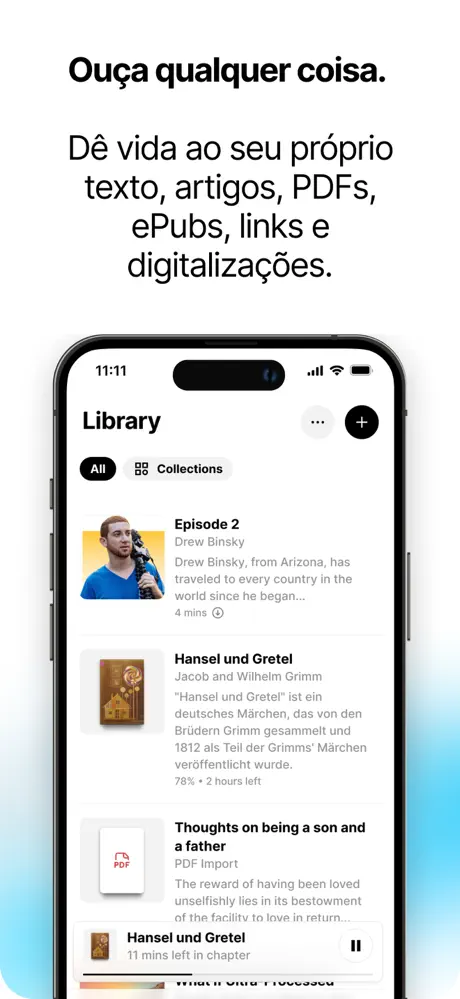 Ouça qualquer coisa.
Dê vida ao seu próprio
texto, artigos, PDFs,
ePubs, links e
digitalizações.
11:11
Library
All
Collections
Episode 2
Drew Binsky
Drew Binsky, from Arizona, has
traveled to every country in the
world since he began...
4 mins
Hansel und Gretel
Jacob and Wilhelm Grimm
"Hansel und Gretel" ist ein
deutsches Märchen, das von den
Brüdern Grimm gesammelt und
1812 als Teil der Grimms' Märchen
veröffentlicht wurde.
78% • 2 hours left
PDF
Thoughts on being a son and
a father
PDF Import
The reward of having been loved
unselfishly lies in its bestowment
of the facility to love in return...
Hansel und Gretel
11 mins left in chapter
What if Ultra-Processed